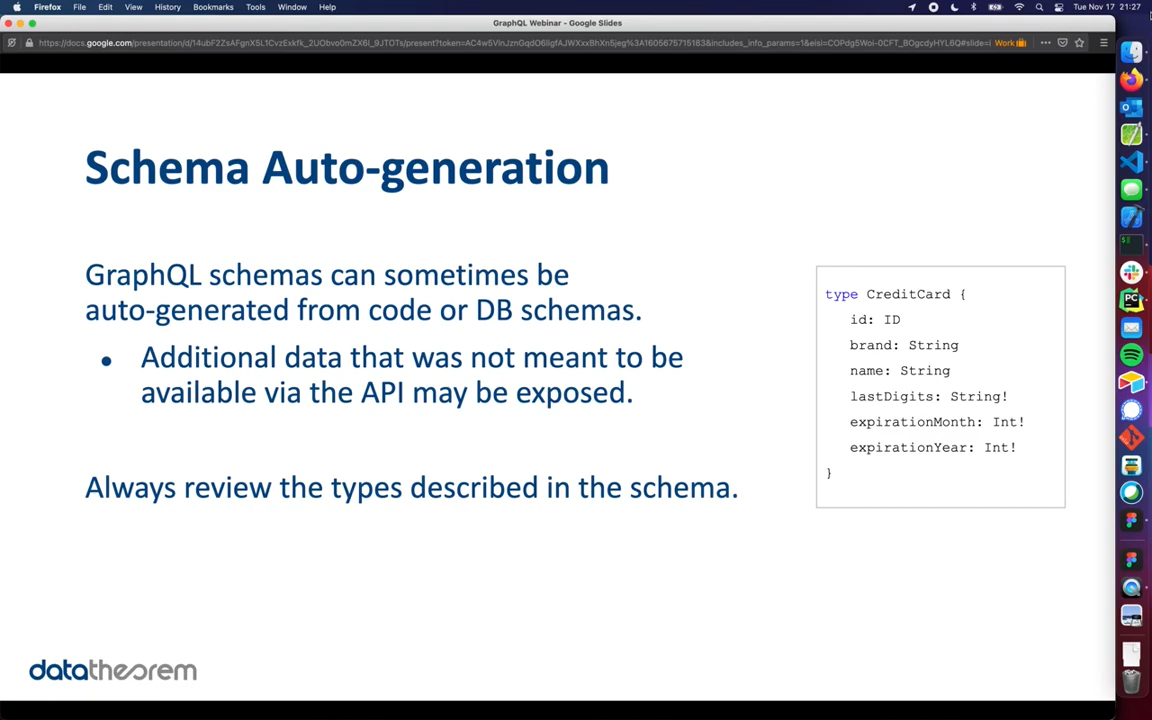 Firefox File Edit View History Bookmarks Tools Window Help Tue Nov 17 21:27
GraphQL Webinar - Google Slides
Work
Schema Auto-generation
GraphQL schemas can sometimes be
auto-generated from code or DB schemas.
● Additional data that was not meant to be
available via the API may be exposed.
Always review the types described in the schema.
type CreditCard {
id: ID
brand: String
name: String
lastDigits: String!
expirationMonth: Int!
expirationYear: Int!
}
datatheorem